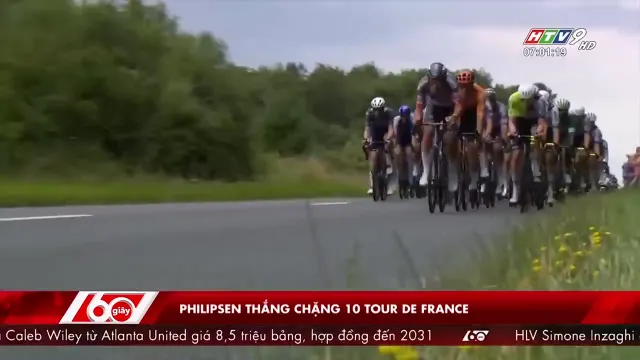 HTV9 HD
07:01:19
60 giây
PHILIPSEN THẮNG CHẶNG 10 TOUR DE FRANCE
Caleb Wiley từ Atlanta United giá 8,5 triệu bảng, hợp đồng đến 2031 60 HLV Simone Inzaghi